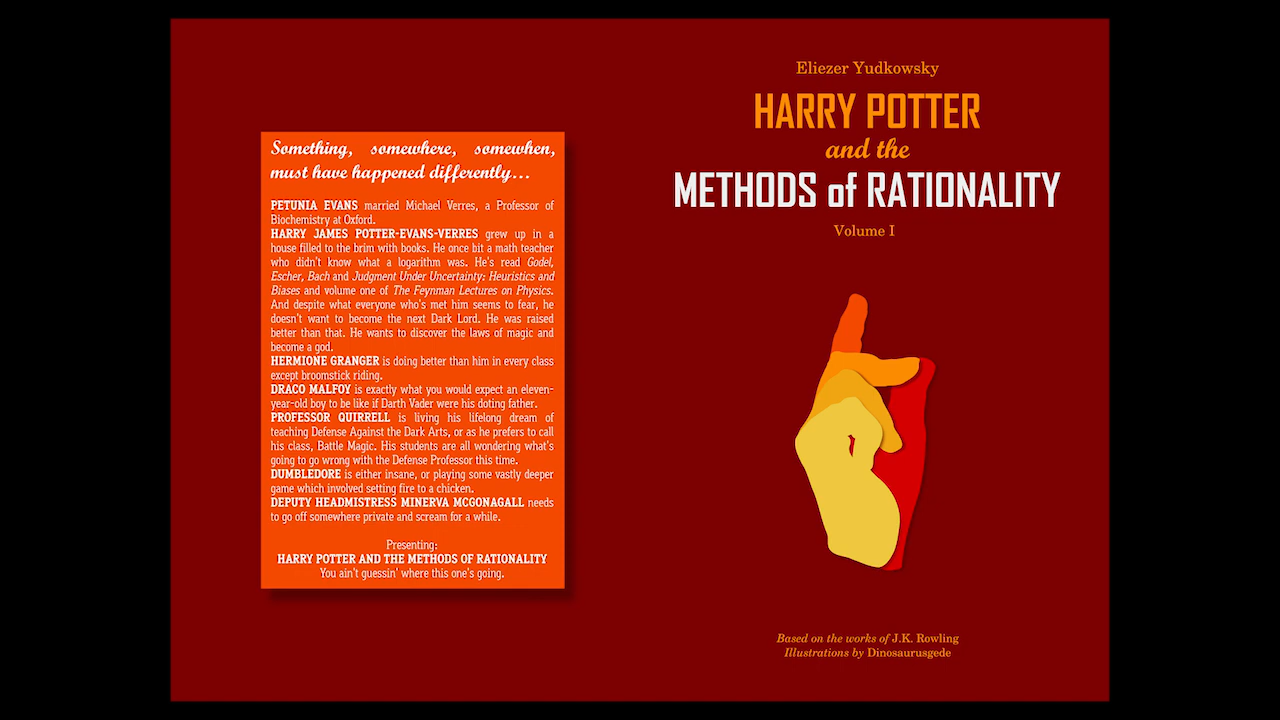 Something, somewhere, somewhen,
must have happened differently...
PETUNIA EVANS married Michael Verres, a Professor of
Biochemistry at Oxford.
HARRY JAMES POTTER-EVANS-VERRES grew up in a
house filled to the brim with books. He once bit a math teacher
who didn't know what a logarithm was. He's read Godel,
Escher, Bach and Judgment Under Uncertainty: Heuristics and
Biases and volume one of The Feynman Lectures on Physics.
And despite what everyone who's met him seems to fear, he
doesn't want to become the next Dark Lord. He was raised
better than that. He wants to discover the laws of magic and
become a god.
HERMIONE GRANGER is doing better than him in every class
except broomstick riding.
DRACO MALFOY is exactly what you would expect an eleven-
year-old boy to be like if Darth Vader were his doting father.
PROFESSOR QUIRRELL is living his lifelong dream of
teaching Defense Against the Dark Arts, or as he prefers to call
his class, Battle Magic. His students are all wondering what's
going to go wrong with the Defense Professor this time.
DUMBLEDORE is either insane, or playing some vastly deeper
game which involved setting fire to a chicken.
DEPUTY HEADMISTRESS MINERVA MCGONAGALL needs
to go off somewhere private and scream for a while.
Presenting:
HARRY POTTER AND THE METHODS OF RATIONALITY
You ain't guessin' where this one's going.
Eliezer Yudkowsky
HARRY POTTER
and the
METHODS of RATIONALITY
Volume I
Based on the works of J.K. Rowling
Illustrations by Dinosaurusgede